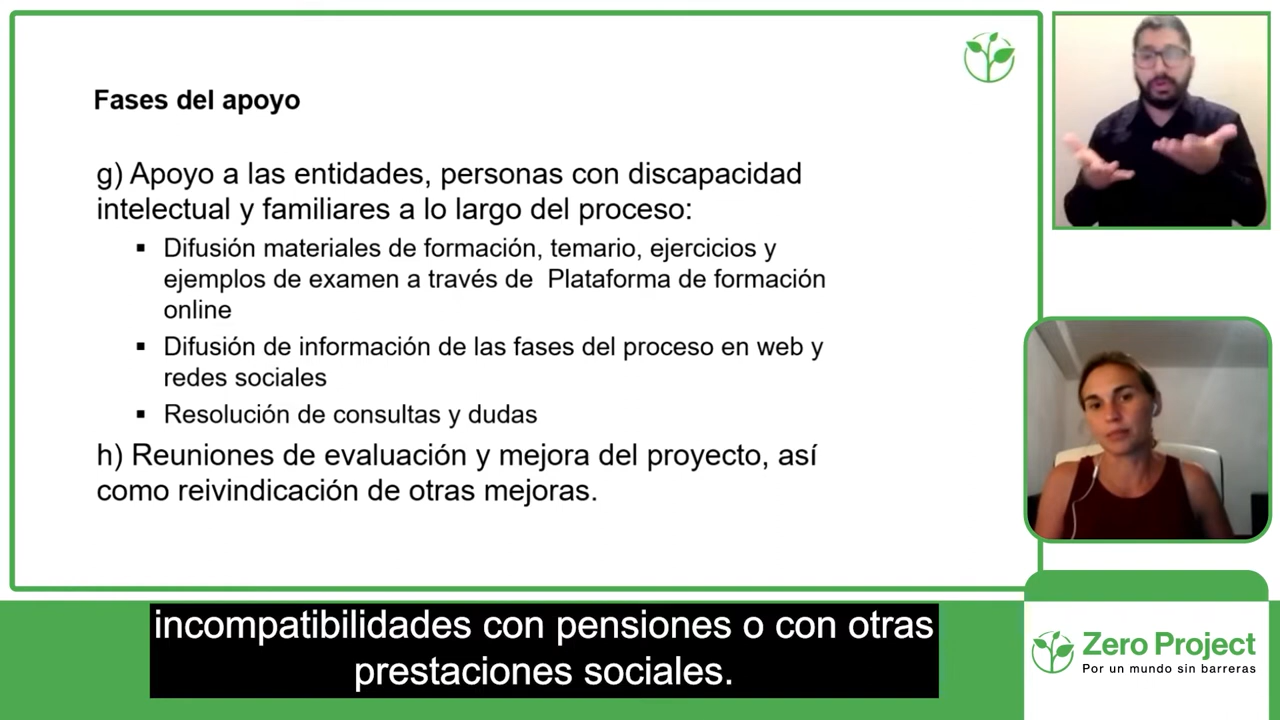 Fases del apoyo
g) Apoyo a las entidades, personas con discapacidad
intelectual y familiares a lo largo del proceso:
▪ Difusión materiales de formación, temario, ejercicios y
ejemplos de examen a través de Plataforma de formación
online
▪ Difusión de información de las fases del proceso en web y
redes sociales
▪ Resolución de consultas y dudas
h) Reuniones de evaluación y mejora del proyecto, así
como reivindicación de otras mejoras.
incompatibilidades con pensiones o con otras
prestaciones sociales.
Zero Project
Por un mundo sin barreras